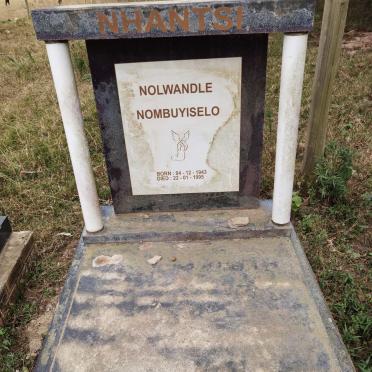 NHANTSI
NOLWANDLE
NOMBUYISELO
BORN : 04 - 12 - 1943
DIED : 22 - 01 - 1995